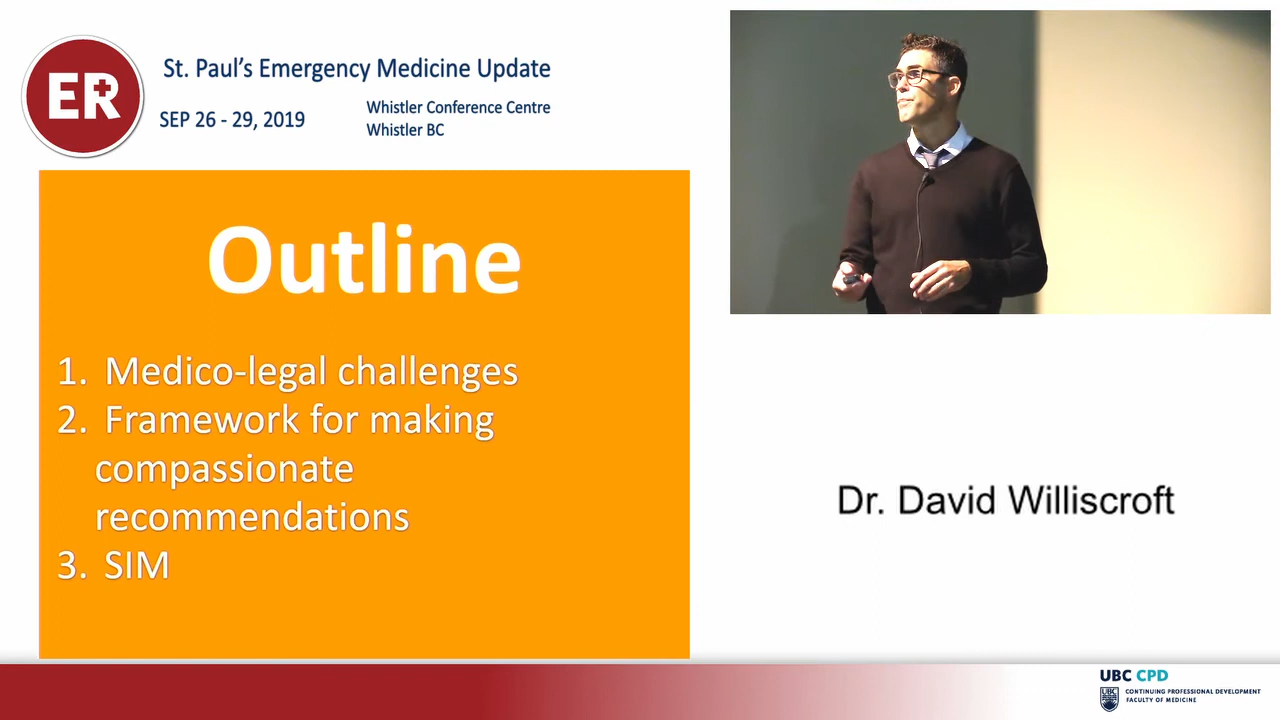 ER
St. Paul's Emergency Medicine Update
SEP 26 - 29, 2019
Whistler Conference Centre
Whistler BC
Outline
1. Medico-legal challenges
2. Framework for making
compassionate
recommendations
3. SIM
Dr. David Williscroft
UBC CPD
UBC
CONTINUING PROFESSIONAL DEVELOPMENT
FACULTY OF MEDICINE